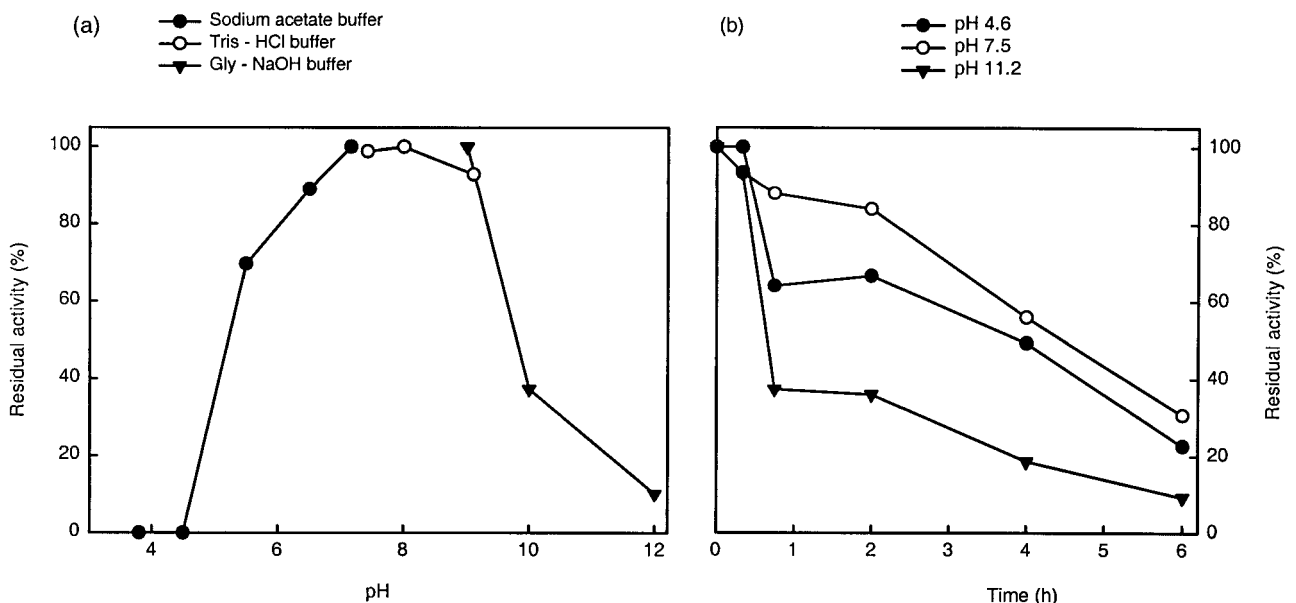 (a)
Sodium acetate buffer
Tris - HCl buffer
Gly - NaOH buffer
100
80
60
40
20
0
Residual activity (%)
4
6
8
10
12
pH
(b)
pH 4.6
pH 7.5
pH 11.2
100
80
60
40
20
0
Residual activity (%)
0
1
2
3
4
5
6
Time (h)